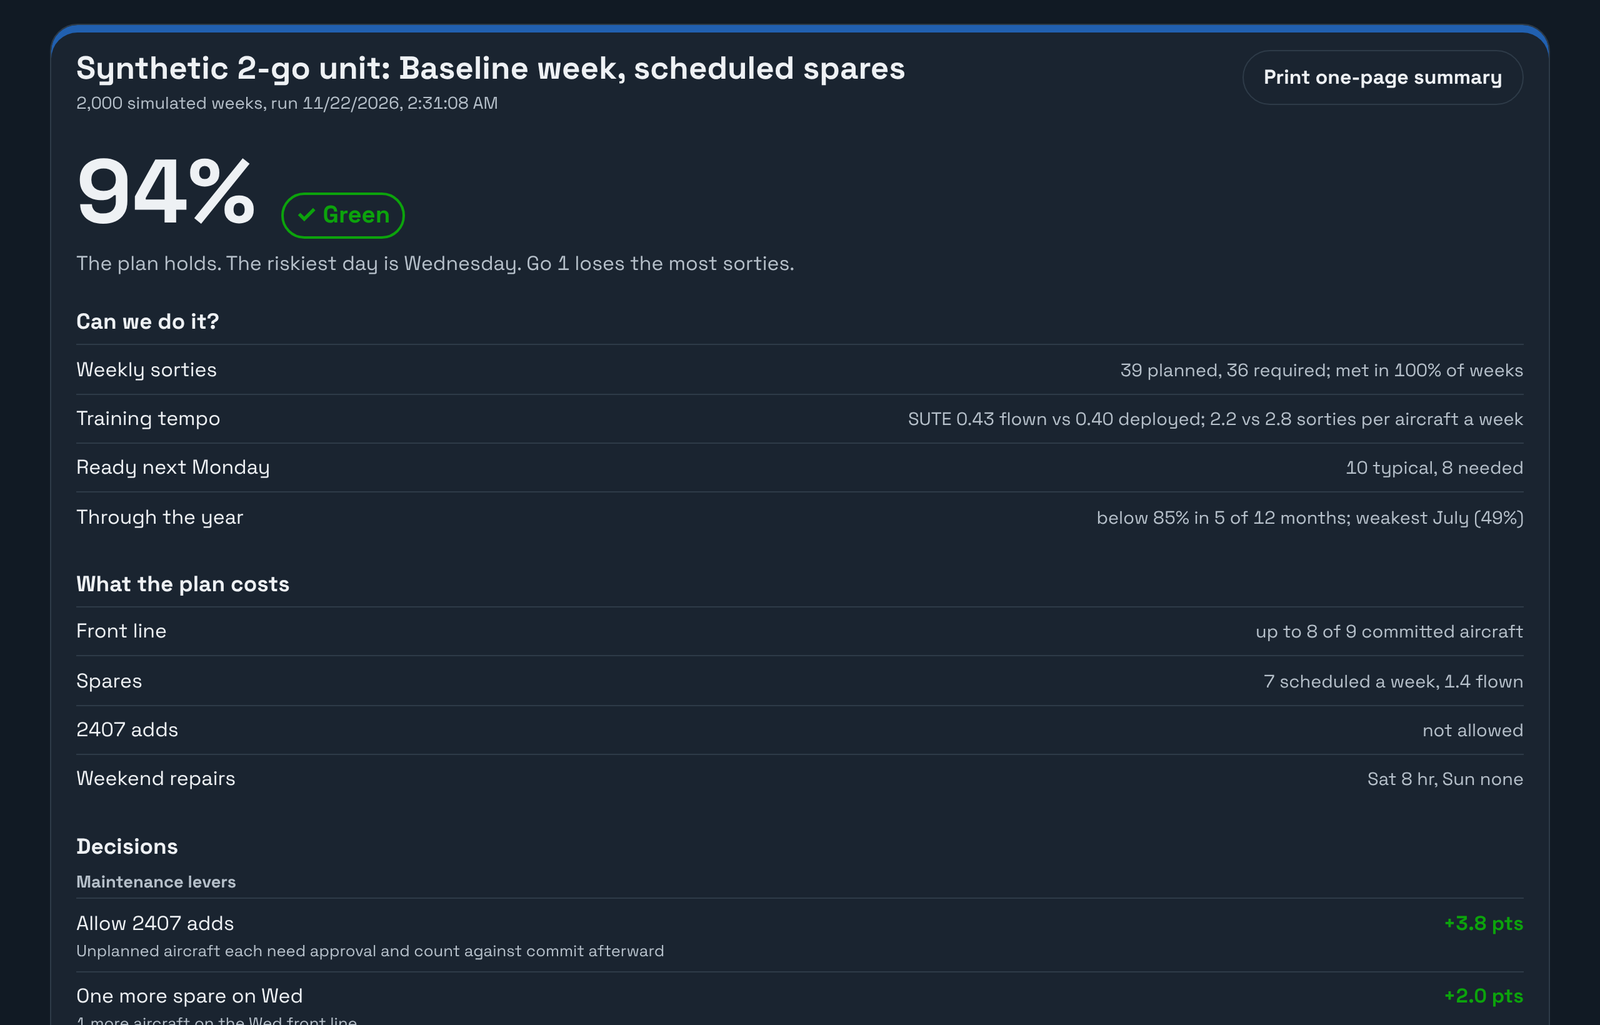 Synthetic 2-go unit: Baseline week, scheduled spares
Print one-page summary
2,000 simulated weeks, run 11/22/2026, 2:31:08 AM
94%
✓ Green
The plan holds. The riskiest day is Wednesday. Go 1 loses the most sorties.
Can we do it?
Weekly sorties
39 planned, 36 required; met in 100% of weeks
Training tempo
SUTE 0.43 flown vs 0.40 deployed; 2.2 vs 2.8 sorties per aircraft a week
Ready next Monday
10 typical, 8 needed
Through the year
below 85% in 5 of 12 months; weakest July (49%)
What the plan costs
Front line
up to 8 of 9 committed aircraft
Spares
7 scheduled a week, 1.4 flown
2407 adds
not allowed
Weekend repairs
Sat 8 hr, Sun none
Decisions
Maintenance levers
Allow 2407 adds
+3.8 pts
Unplanned aircraft each need approval and count against commit afterward
One more spare on Wed
+2.0 pts
1 more aircraft on the Wed front line